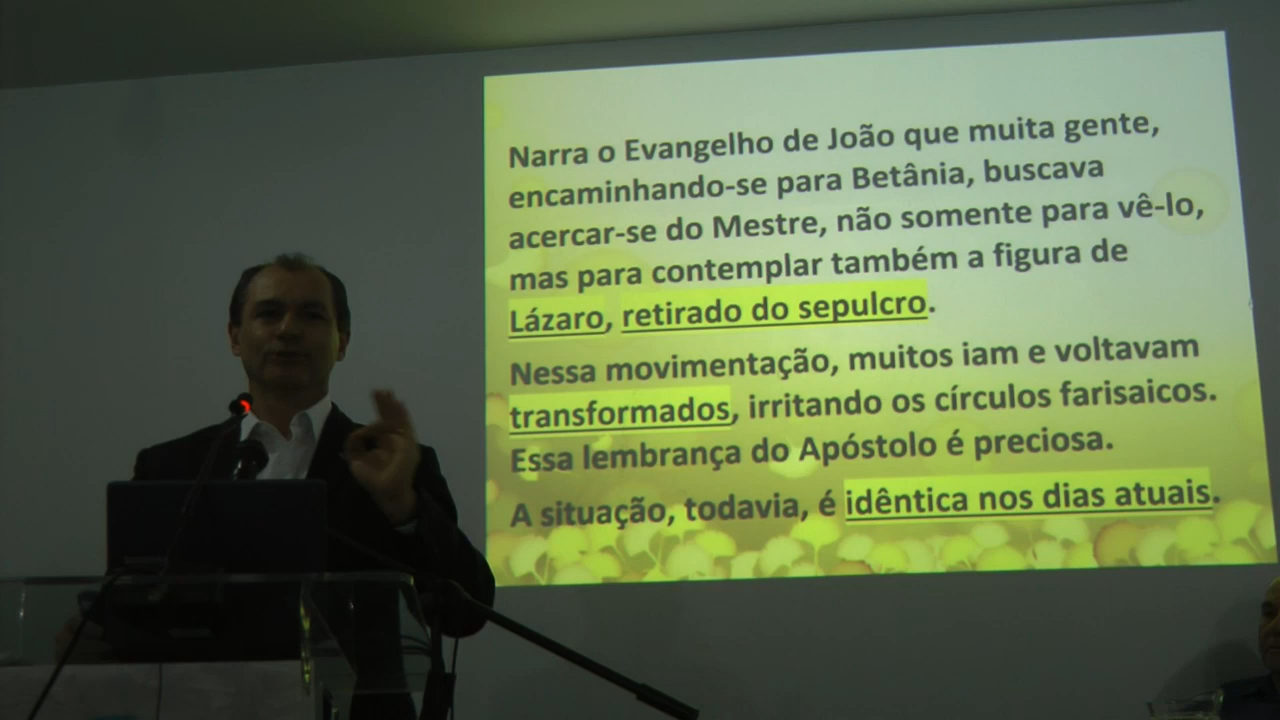 Narra o Evangelho de João que muita gente,
encaminhando-se para Betânia, buscava
acercar-se do Mestre, não somente para vê-lo,
mas para contemplar também a figura de
Lázaro, retirado do sepulcro.
Nessa movimentação, muitos iam e voltavam
transformados, irritando os círculos farisaicos.
Essa lembrança do Apóstolo é preciosa.
A situação, todavia, é idêntica nos dias atuais.